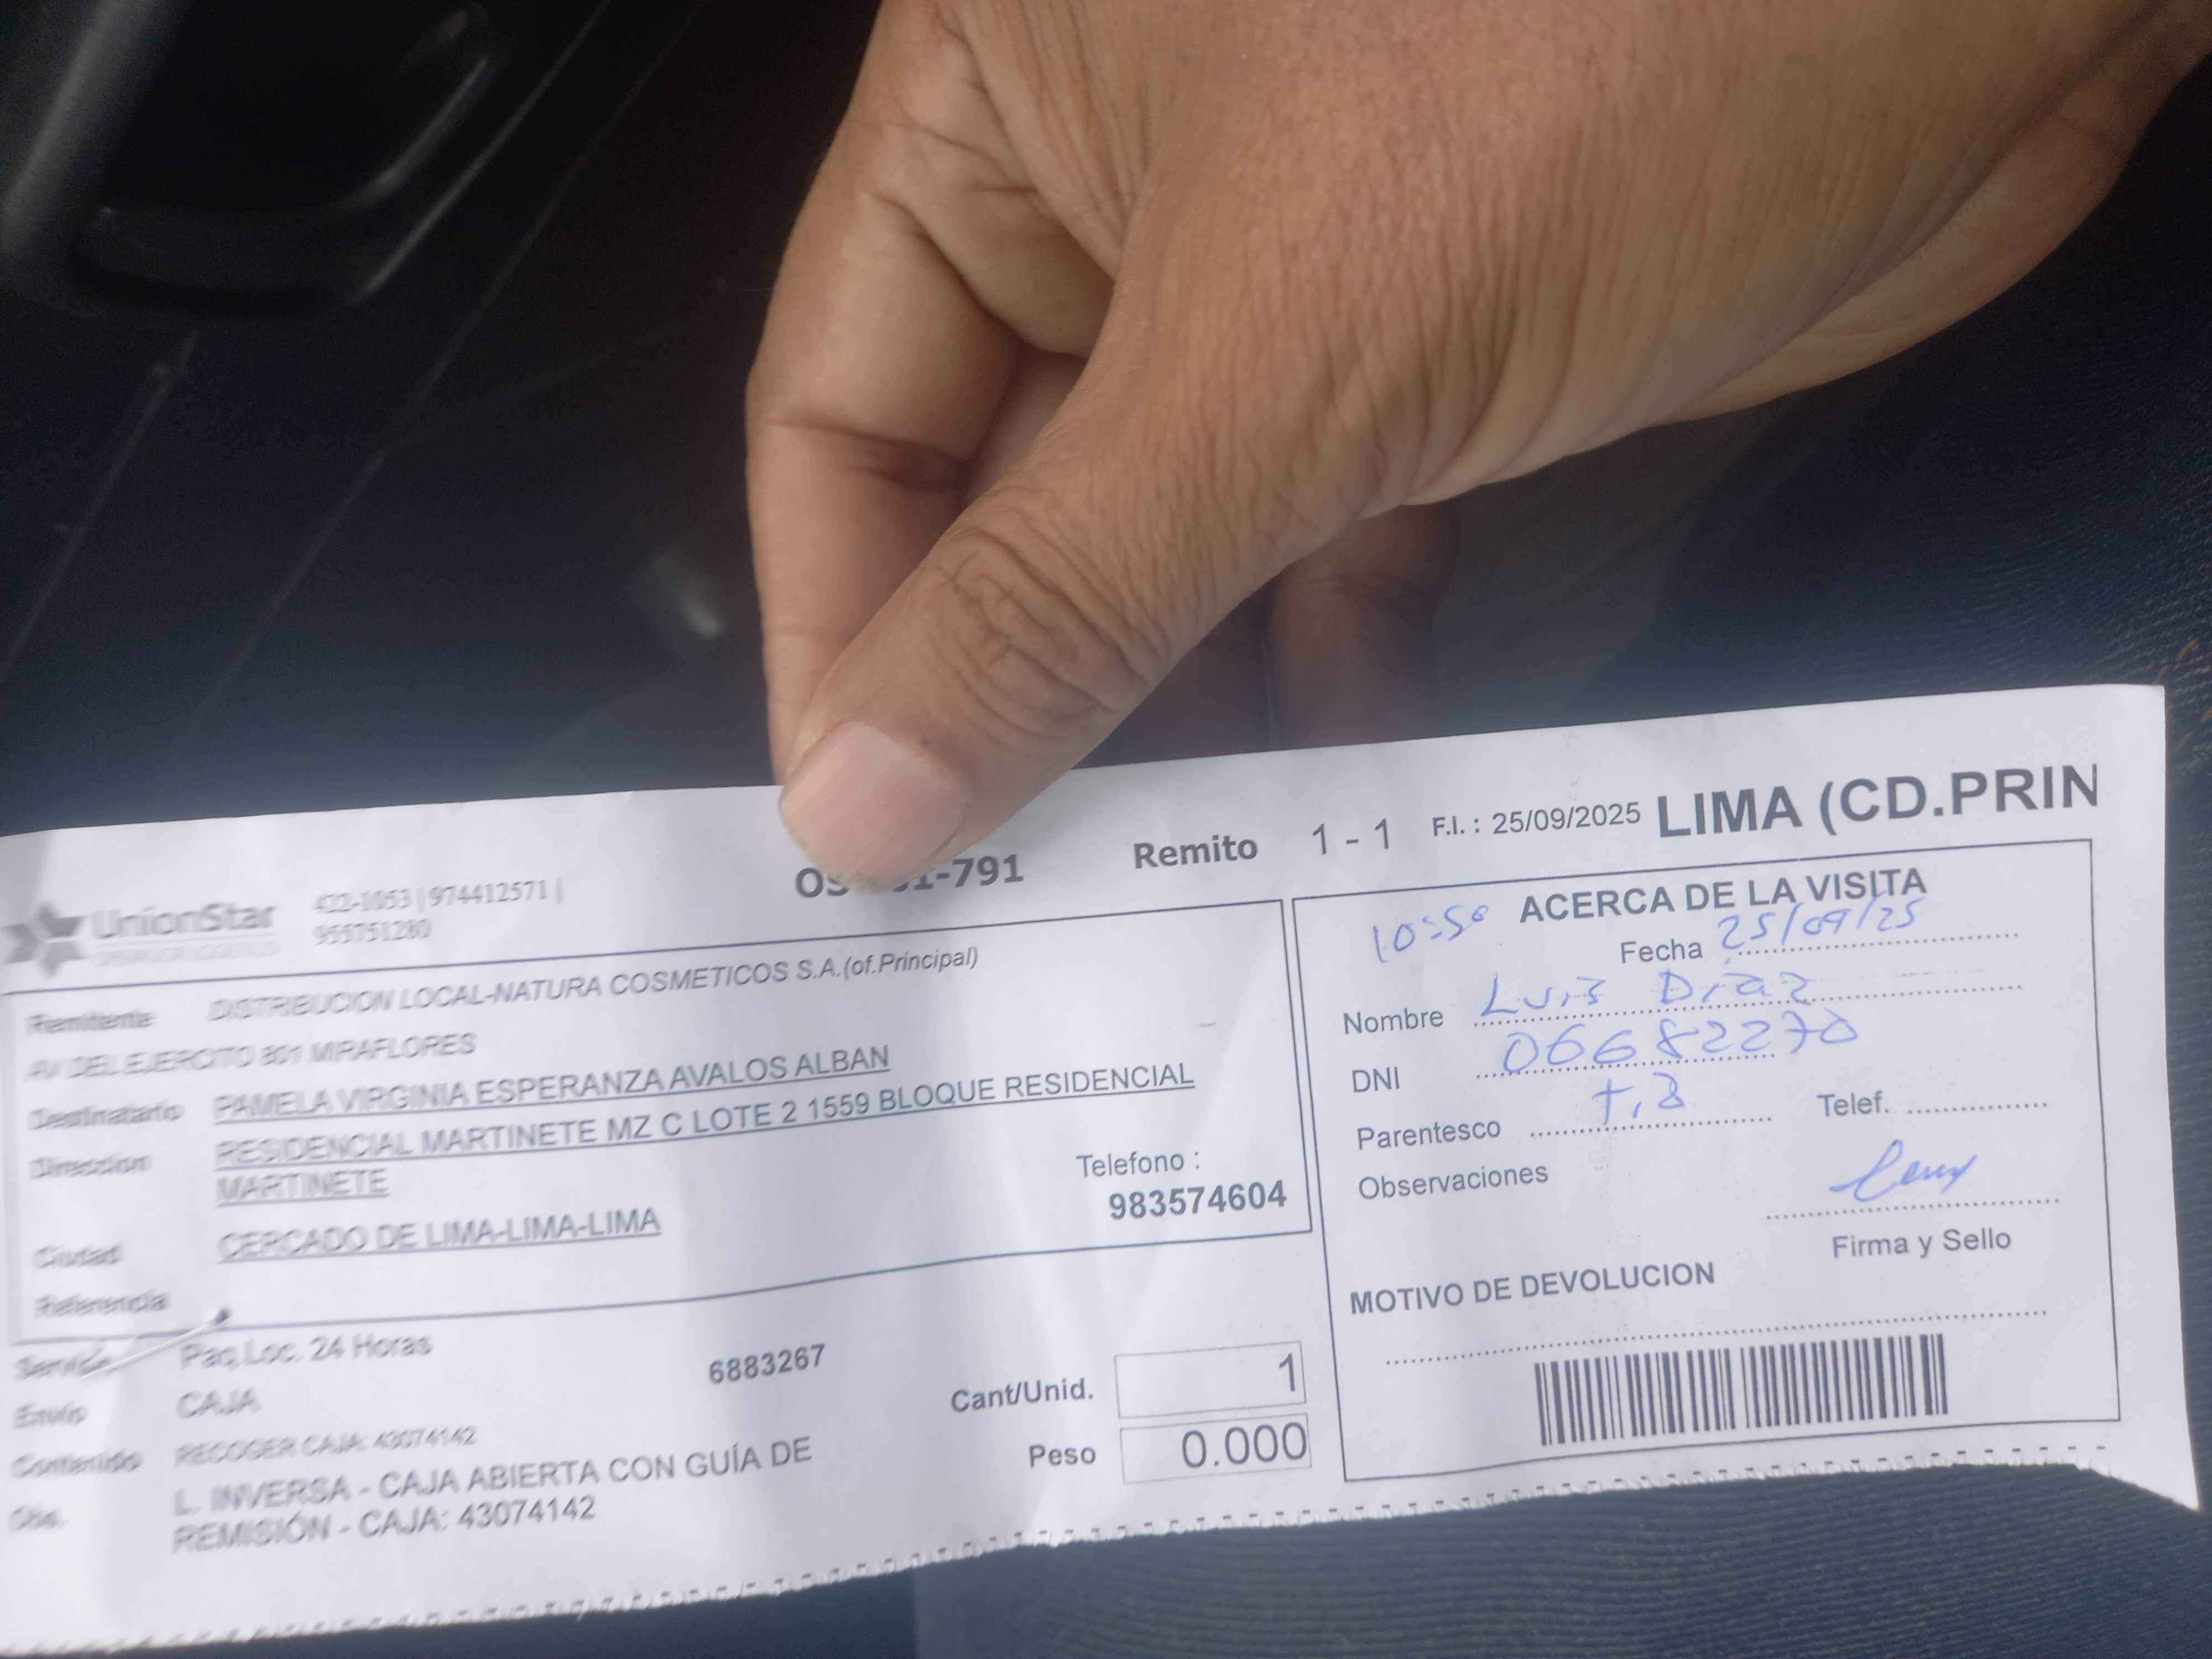 UnionStar
422-1053 | 974412571 |
955751280
1-791
Remito 1 - 1 F.I. : 25/09/2025 LIMA (CD.PRIN
Remitente DISTRIBUCION LOCAL-NATURA COSMETICOS S.A.(of.Principal)
AV DEL EJERCITO 801 MIRAFLORES
Destinatario PAMELA VIRGINIA ESPERANZA AVALOS ALBAN
Direccion RESIDENCIAL MARTINETE MZ C LOTE 2 1559 BLOQUE RESIDENCIAL
MARTINETE
Telefono :
983574604
Ciudad CERCADO DE LIMA-LIMA-LIMA
Referencia
Servicio Paq.Loc. 24 Horas
6883267
Envio CAJA
Cant/Unid. 1
Contenido RECOGER CAJA: 43074142
Peso 0.000
Obs. L. INVERSA - CAJA ABIERTA CON GUÍA DE
REMISIÓN - CAJA: 43074142
10:50 ACERCA DE LA VISITA
Fecha 25/09/25
Nombre Luis Diaz
DNI 06682270
Parentesco Telef.
Observaciones
Firma y Sello
MOTIVO DE DEVOLUCION